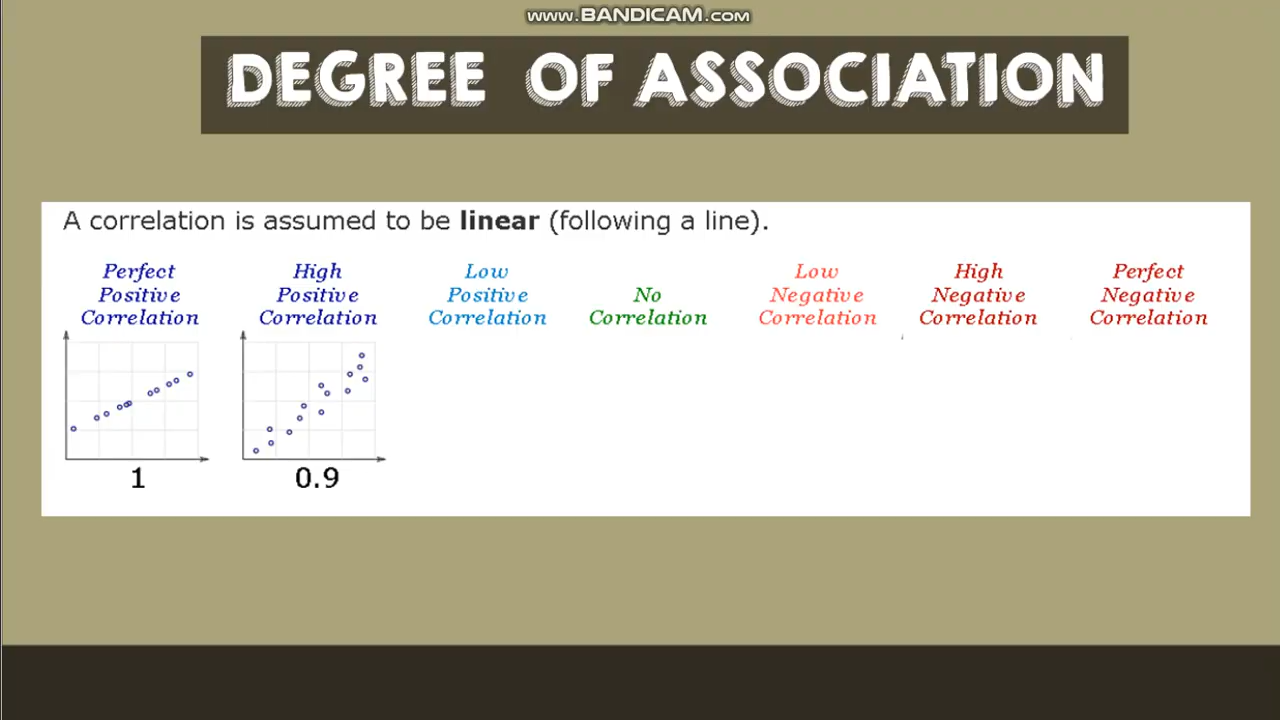 www.BANDICAM.com
DEGREE OF ASSOCIATION
A correlation is assumed to be linear (following a line).
Perfect Positive Correlation
High Positive Correlation
Low Positive Correlation
No Correlation
Low Negative Correlation
High Negative Correlation
Perfect Negative Correlation
1
0.9